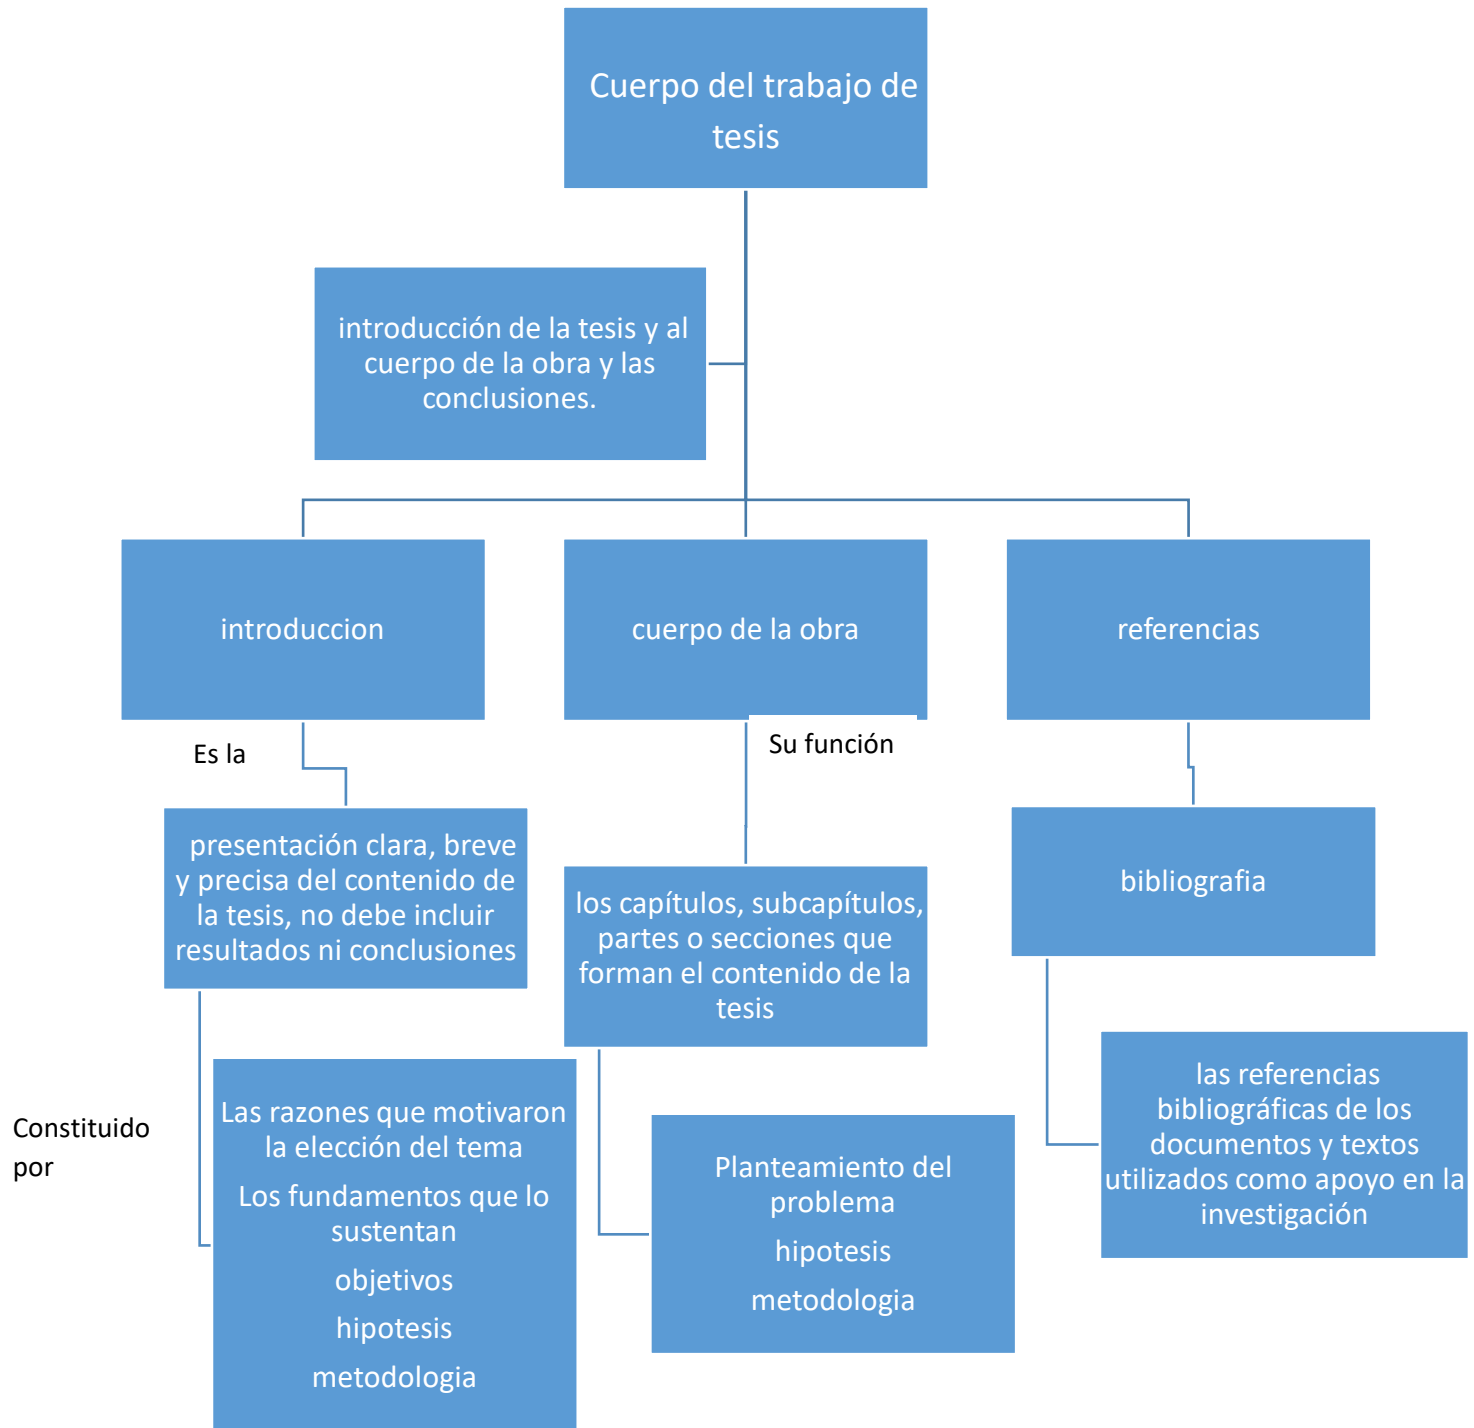 Cuerpo del trabajo de
tesis
introducción de la tesis y al
cuerpo de la obra y las
conclusiones.
introduccion
cuerpo de la obra
referencias
Es la
Su función
presentación clara, breve
y precisa del contenido de
la tesis, no debe incluir
resultados ni conclusiones
los capítulos, subcapítulos,
partes o secciones que
forman el contenido de la
tesis
bibliografia
Constituido
por
Las razones que motivaron
la elección del tema
Los fundamentos que lo
sustentan
objetivos
hipotesis
metodologia
Planteamiento del
problema
hipotesis
metodologia
las referencias
bibliográficas de los
documentos y textos
utilizados como apoyo en la
investigación